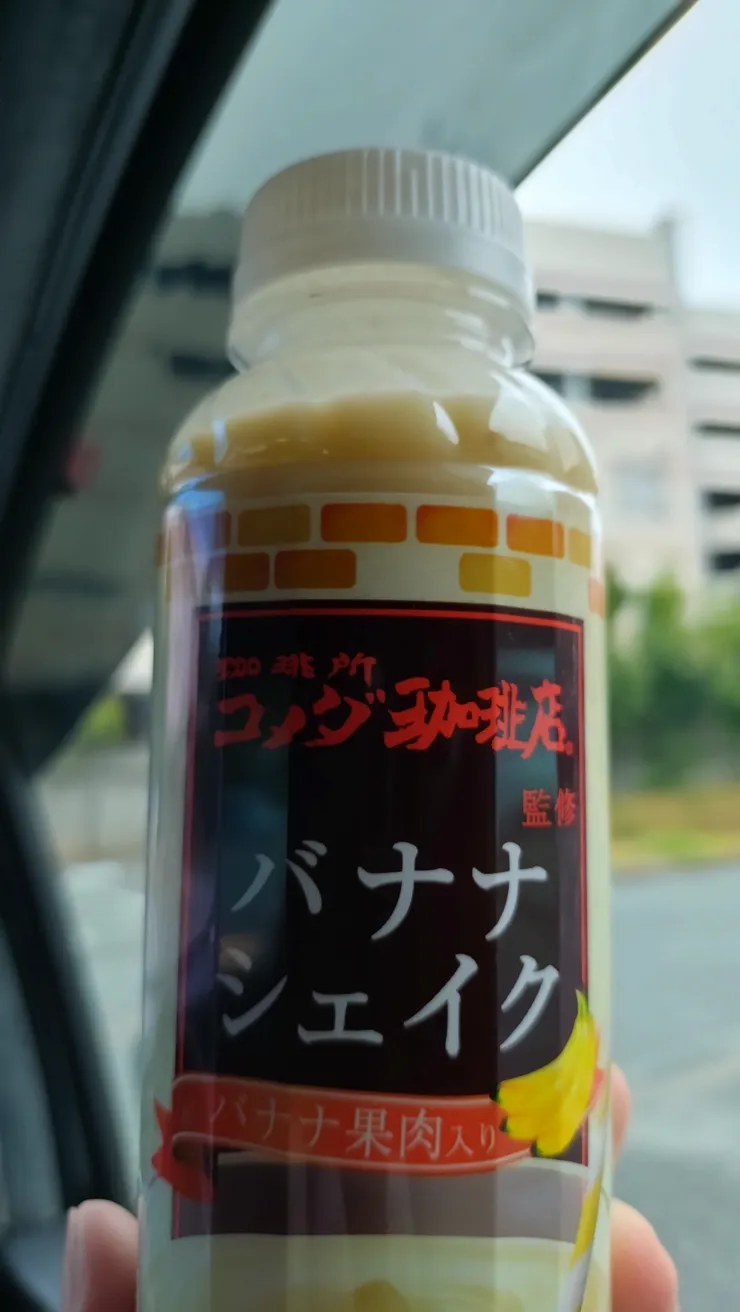 珈琲所
コメダ珈琲店®
監修
バナナ
シェイク
バナナ果肉入り